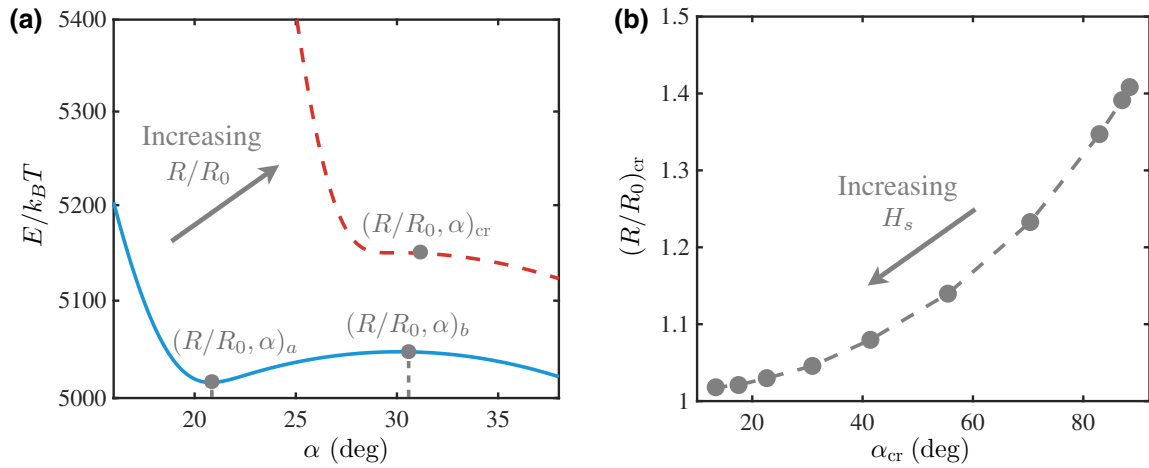 (a)
5400
5300
5200
5100
5000
E/k_BT
Increasing
R/R_0
(R/R_0, α)_cr
(R/R_0, α)_a
(R/R_0, α)_b
20
25
30
35
α (deg)
(b)
1.5
1.4
1.3
1.2
1.1
1
(R/R_0)_cr
Increasing
H_s
20
40
60
80
α_cr (deg)